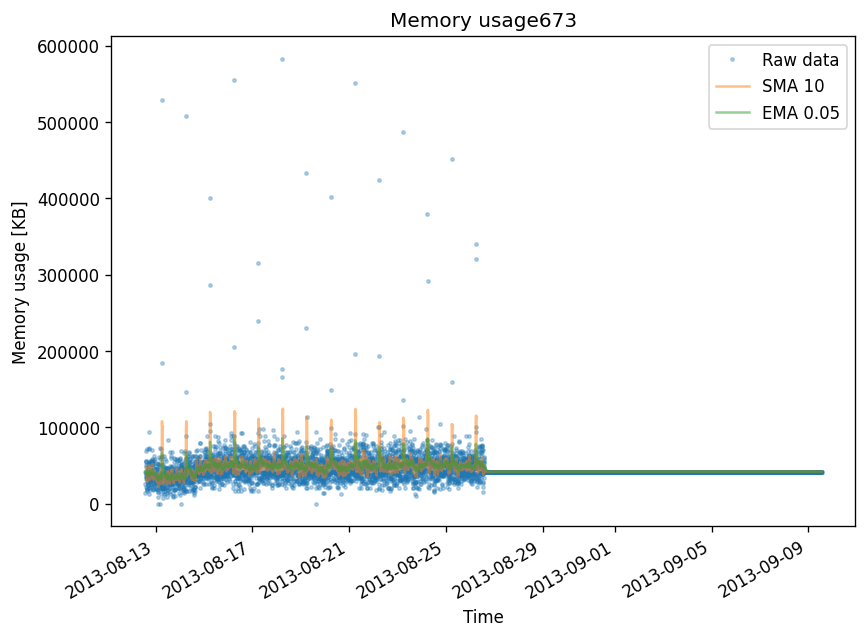 Memory usage673
Raw data
SMA 10
EMA 0.05
600000
500000
400000
300000
200000
100000
0
Memory usage [KB]
2013-08-13
2013-08-17
2013-08-21
2013-08-25
2013-08-29
2013-09-01
2013-09-05
2013-09-09
Time